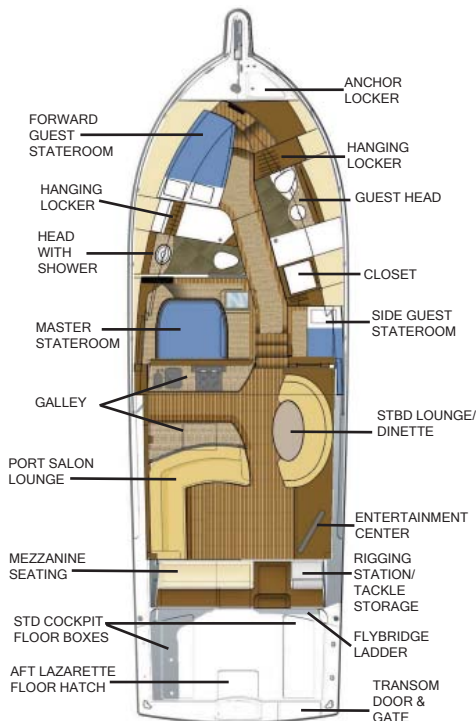 ANCHOR
LOCKER
FORWARD
GUEST
STATEROOM
HANGING
LOCKER
HANGING
LOCKER
GUEST HEAD
HEAD
WITH
SHOWER
CLOSET
MASTER
STATEROOM
SIDE GUEST
STATEROOM
GALLEY
STBD LOUNGE/
DINETTE
PORT SALON
LOUNGE
ENTERTAINMENT
CENTER
MEZZANINE
SEATING
RIGGING
STATION/
TACKLE
STORAGE
STD COCKPIT
FLOOR BOXES
FLYBRIDGE
LADDER
AFT LAZARETTE
FLOOR HATCH
TRANSOM
DOOR &
GATE